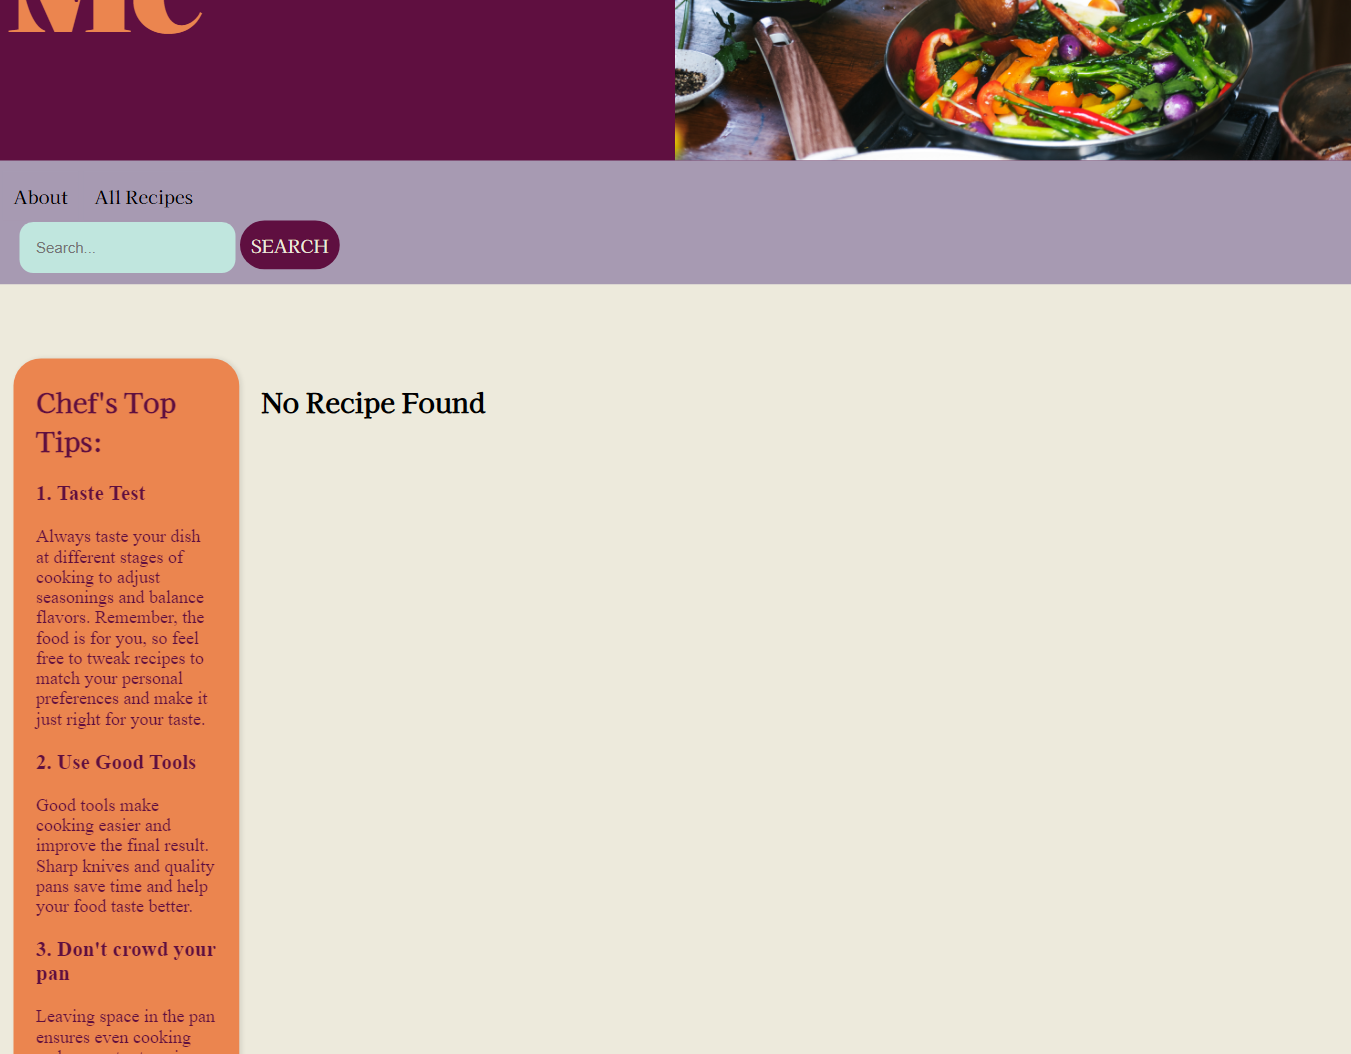 Me
About All Recipes
Search...
SEARCH
Chef's Top
Tips:
No Recipe Found
1. Taste Test
Always taste your dish
at different stages of
cooking to adjust
seasonings and balance
flavors. Remember, the
food is for you, so feel
free to tweak recipes to
match your personal
preferences and make it
just right for your taste.
2. Use Good Tools
Good tools make
cooking easier and
improve the final result.
Sharp knives and quality
pans save time and help
your food taste better.
3. Don't crowd your
pan
Leaving space in the pan
ensures even cooking